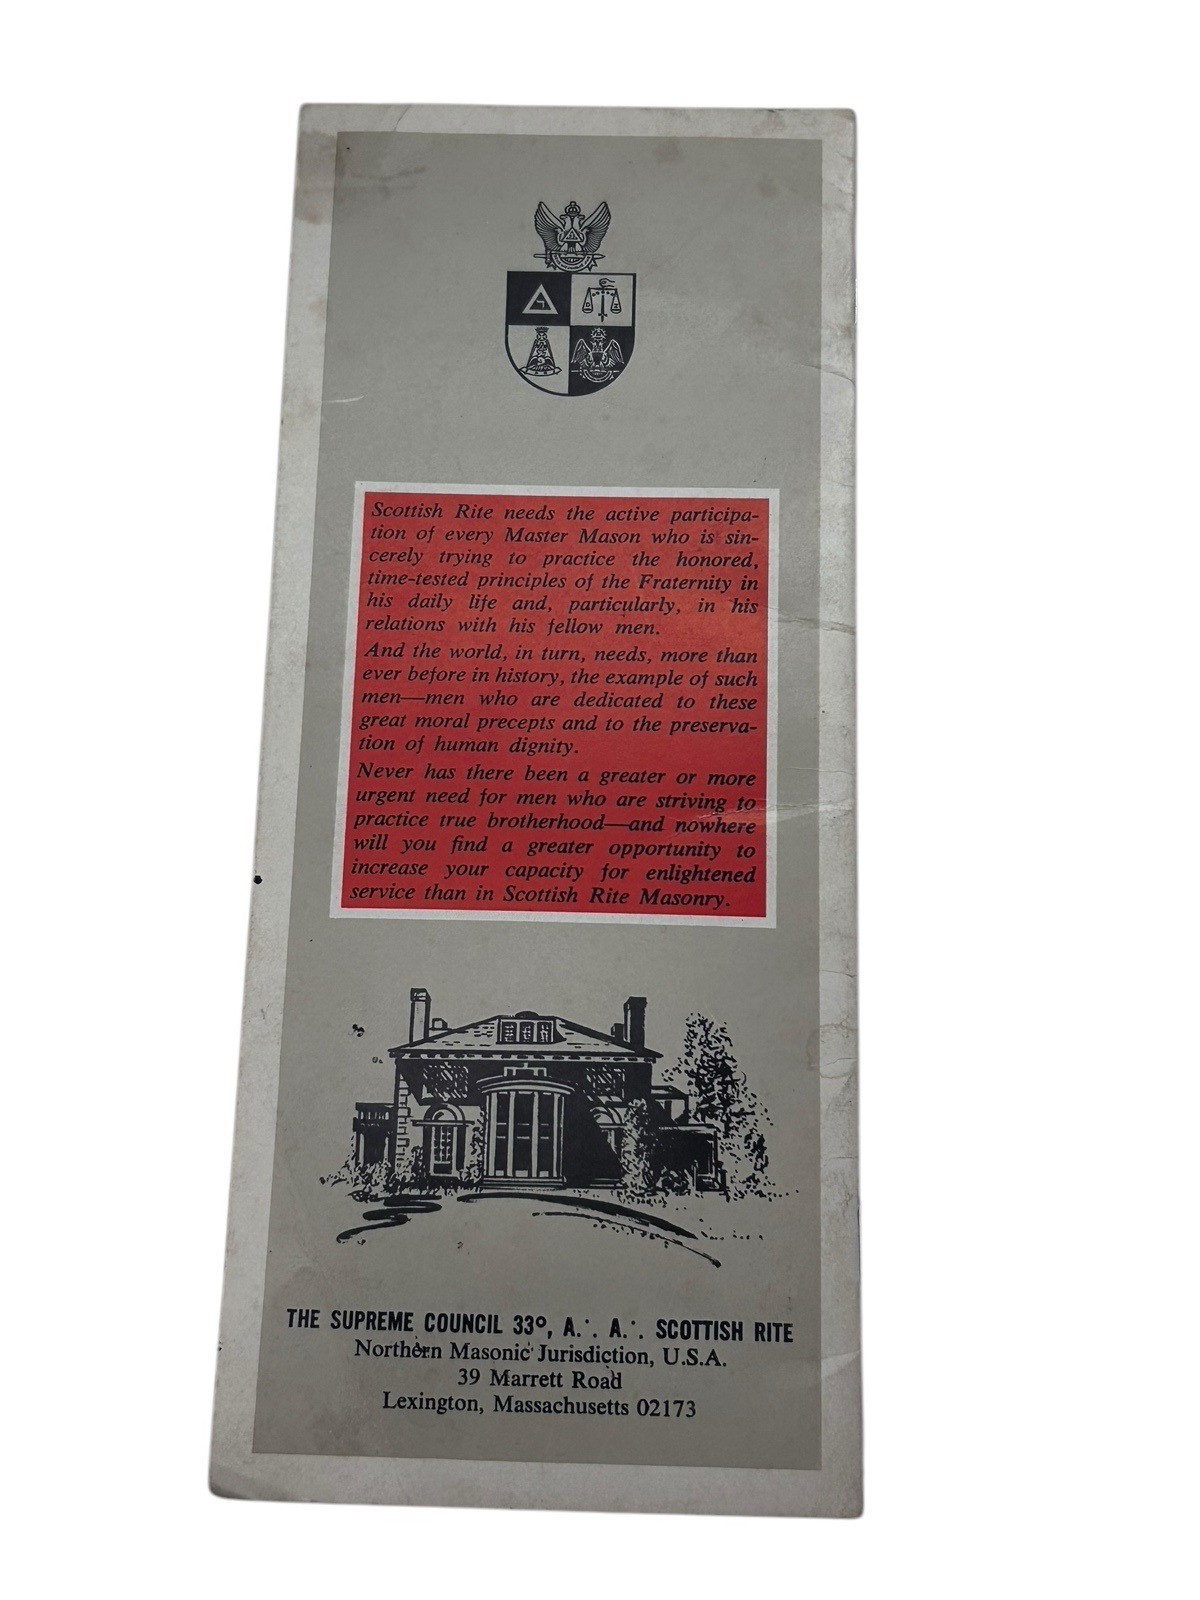 Scottish Rite needs the active participa-
tion of every Master Mason who is sin-
cerely trying to practice the honored,
time-tested principles of the Fraternity in
his daily life and, particularly, in his
relations with his fellow men.
And the world, in turn, needs, more than
ever before in history, the example of such
men—men who are dedicated to these
great moral precepts and to the preserva-
tion of human dignity.
Never has there been a greater or more
urgent need for men who are striving to
practice true brotherhood—and nowhere
will you find a greater opportunity to
increase your capacity for enlightened
service than in Scottish Rite Masonry.
THE SUPREME COUNCIL 33°, A∴ A∴ SCOTTISH RITE
Northern Masonic Jurisdiction, U.S.A.
39 Marrett Road
Lexington, Massachusetts 02173